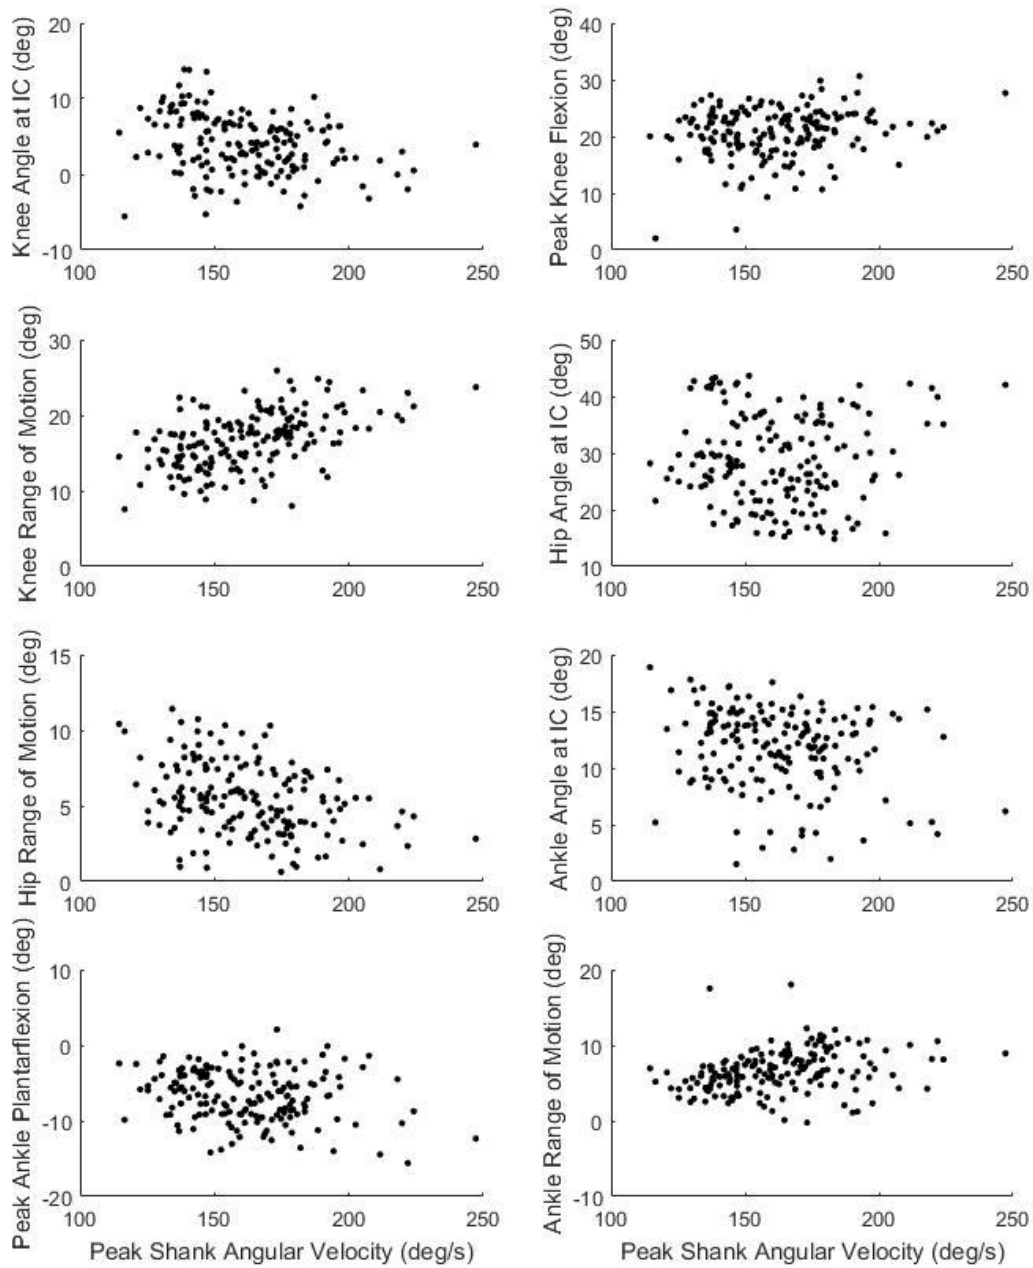 Knee Angle at IC (deg)
20
10
0
-10
100 150 200 250
Peak Knee Flexion (deg)
40
30
20
10
0
100 150 200 250
Knee Range of Motion (deg)
30
20
10
0
100 150 200 250
Hip Angle at IC (deg)
50
40
30
20
10
100 150 200 250
Hip Range of Motion (deg)
15
10
5
0
100 150 200 250
Ankle Angle at IC (deg)
20
15
10
5
0
100 150 200 250
Peak Ankle Plantarflexion (deg)
10
0
-10
-20
100 150 200 250
Peak Shank Angular Velocity (deg/s)
Ankle Range of Motion (deg)
20
10
0
-10
100 150 200 250
Peak Shank Angular Velocity (deg/s)